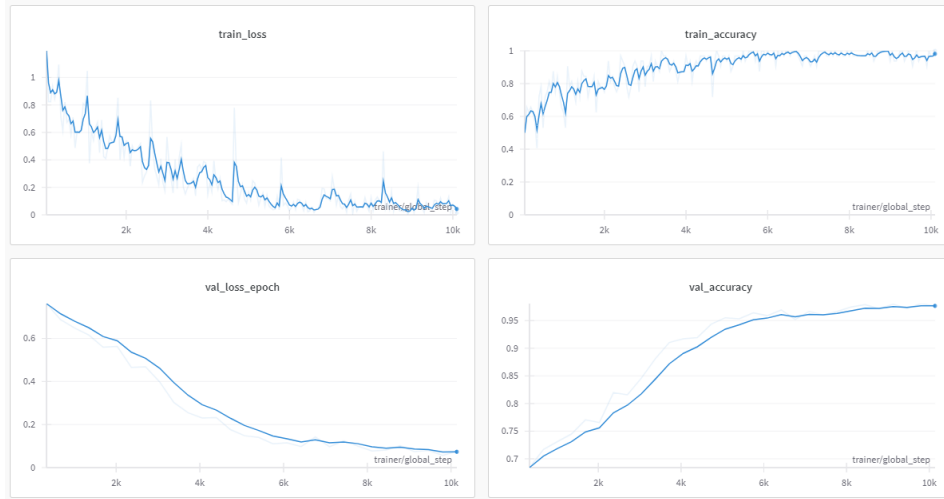 train_loss
1
0.8
0.6
0.4
0.2
0
trainer/global_step
2k 4k 6k 8k 10k
train_accuracy
1
0.8
0.6
0.4
0.2
0
trainer/global_step
2k 4k 6k 8k 10k
val_loss_epoch
0.6
0.4
0.2
0
trainer/global_step
2k 4k 6k 8k 10k
val_accuracy
0.95
0.9
0.85
0.8
0.75
0.7
trainer/global_step
2k 4k 6k 8k 10k